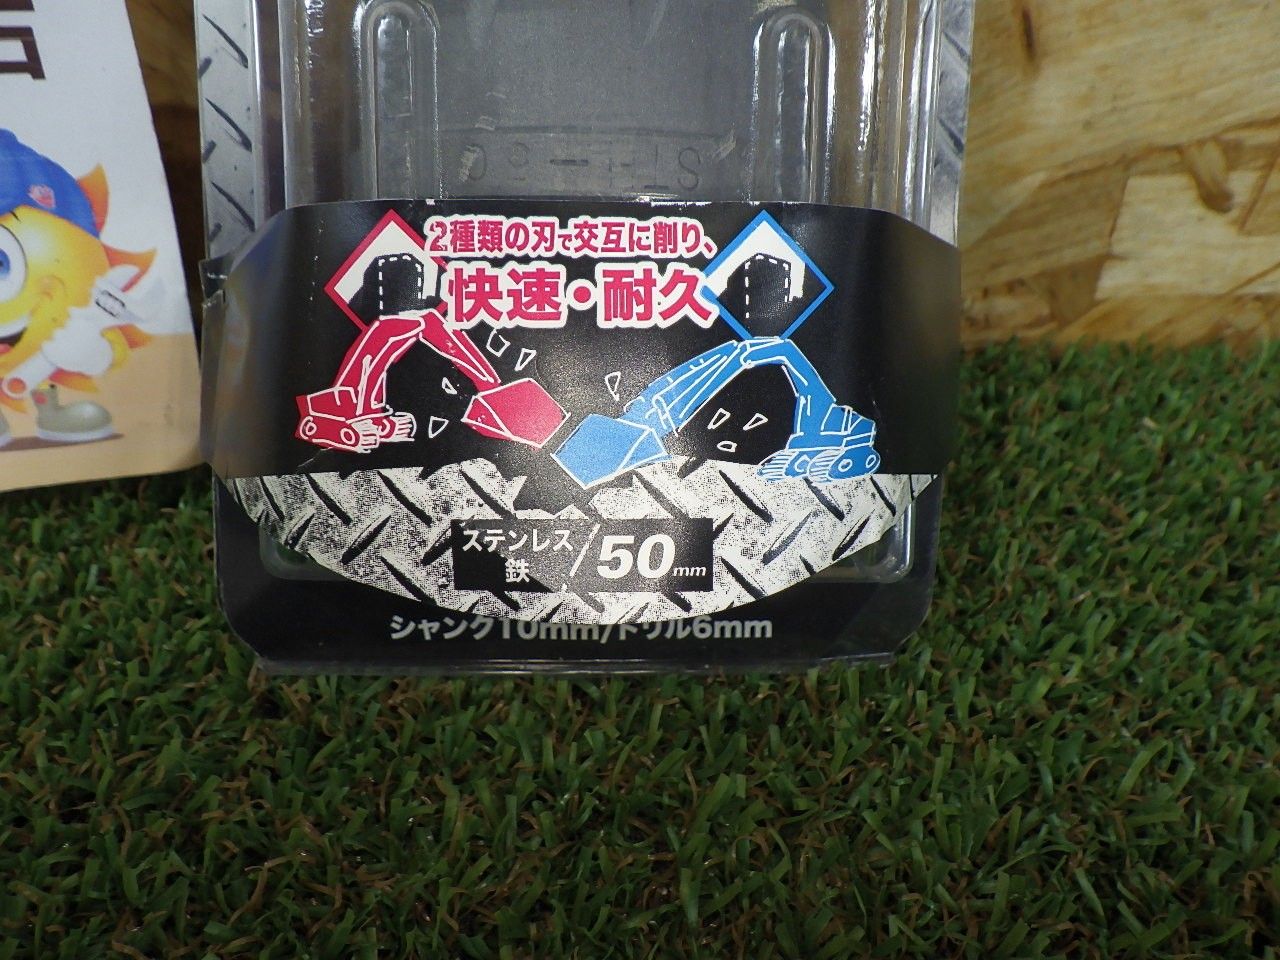 2種類の刃で交互に削り、
快速・耐久
ステンレス/50mm
鉄
シャンク10mm/ドリル6mm